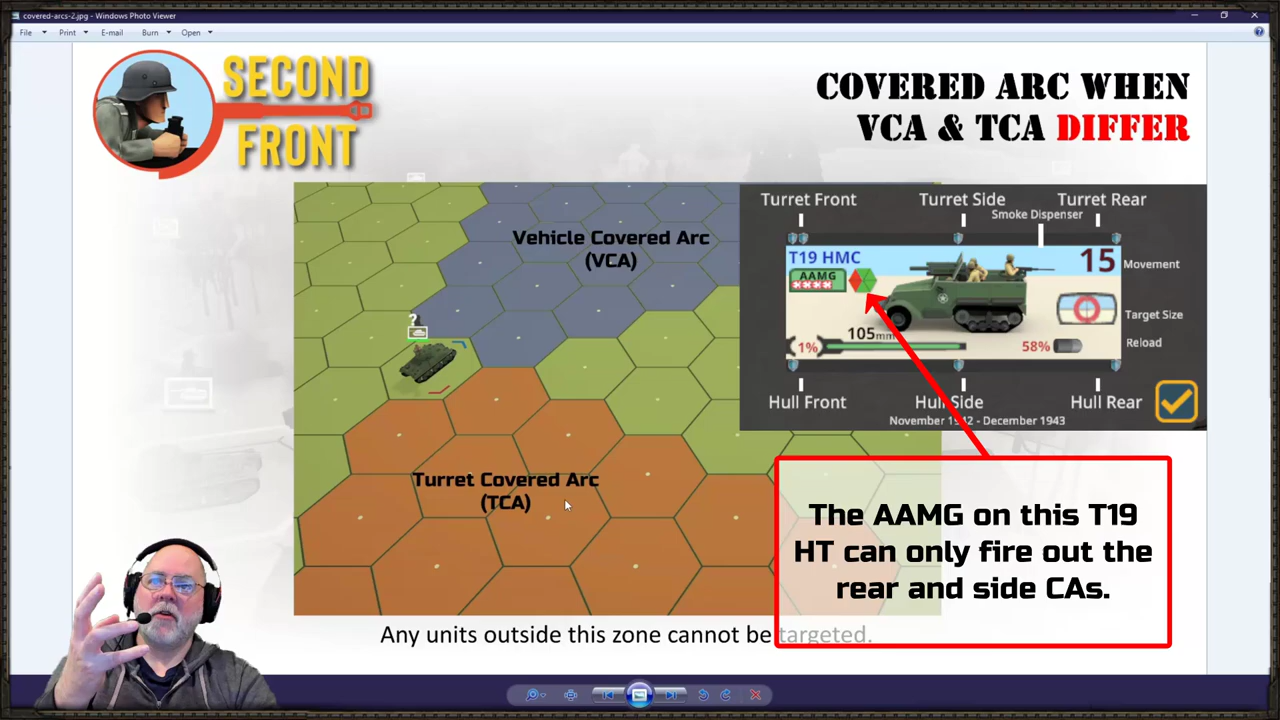 covered-arcs-2.jpg - Windows Photo Viewer
File Print E-mail Burn Open
SECOND
FRONT
COVERED ARC WHEN
VCA & TCA DIFFER
Vehicle Covered Arc
(VCA)
?
Turret Covered Arc
(TCA)
Turret Front Turret Side Turret Rear
Smoke Dispenser
T19 HMC
15 Movement
AAMG
Target Size
105mm
Reload
1% 58%
Hull Front Hull Side Hull Rear
November 1942 - December 1943
The AAMG on this T19
HT can only fire out the
rear and side CAs.
Any units outside this zone cannot be targeted.